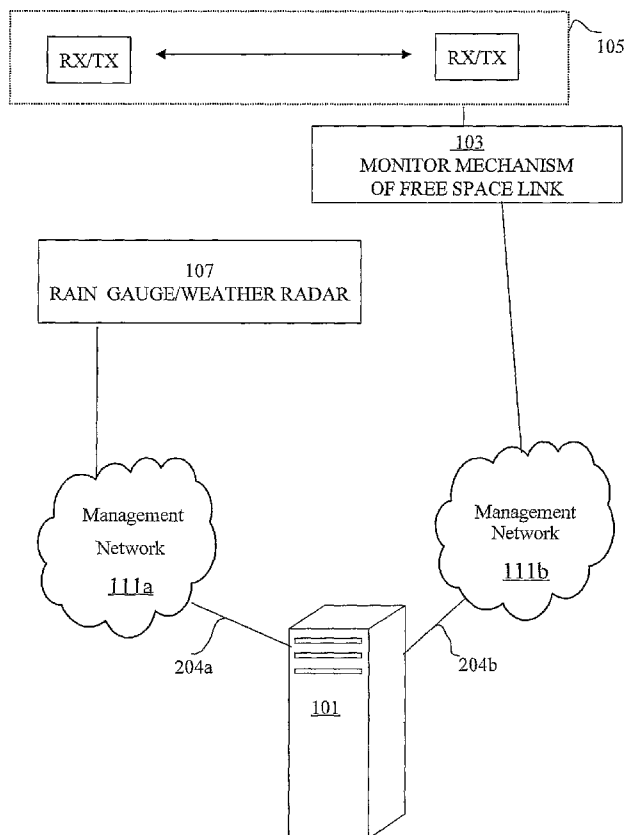 RX/TX
RX/TX
105
103
MONITOR MECHANISM
OF FREE SPACE LINK
107
RAIN GAUGE/WEATHER RADAR
Management
Network
111a
Management
Network
111b
204a
204b
101